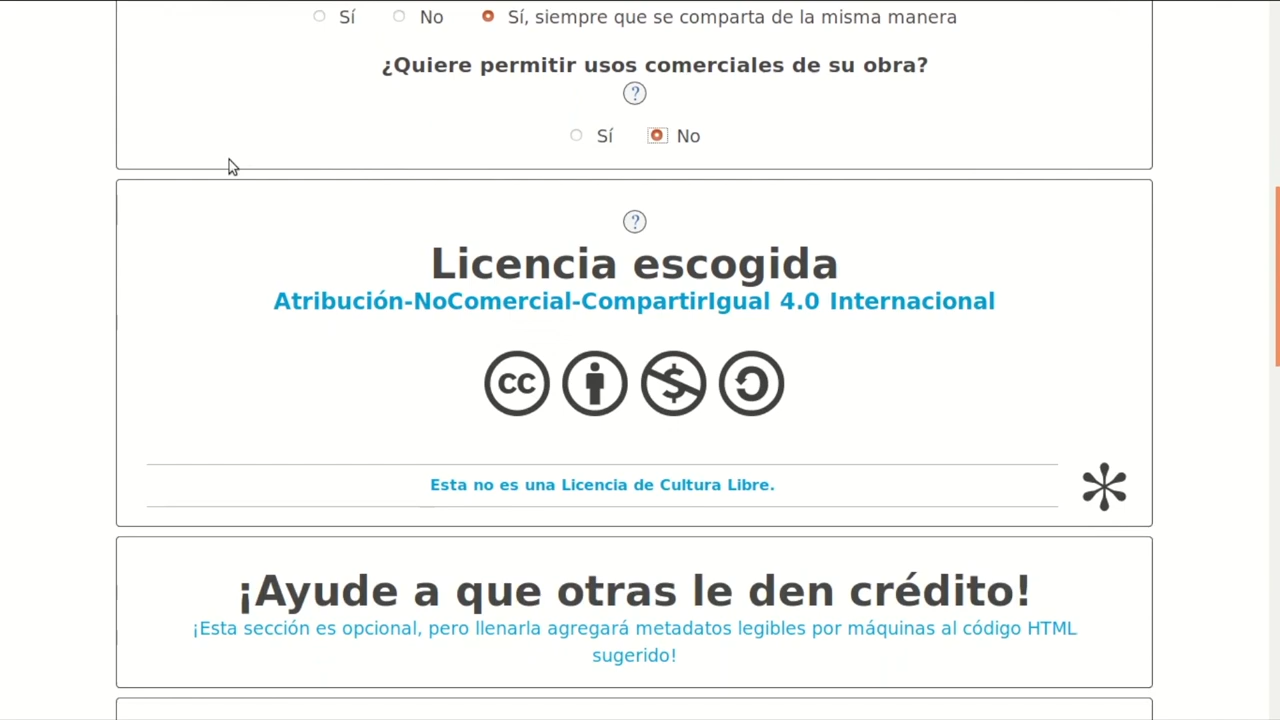 Sí No Sí, siempre que se comparta de la misma manera
¿Quiere permitir usos comerciales de su obra?
?
Sí No
?
Licencia escogida
Atribución-NoComercial-CompartirIgual 4.0 Internacional
cc $
Esta no es una Licencia de Cultura Libre.
¡Ayude a que otras le den crédito!
¡Esta sección es opcional, pero llenarla agregará metadatos legibles por máquinas al código HTML
sugerido!